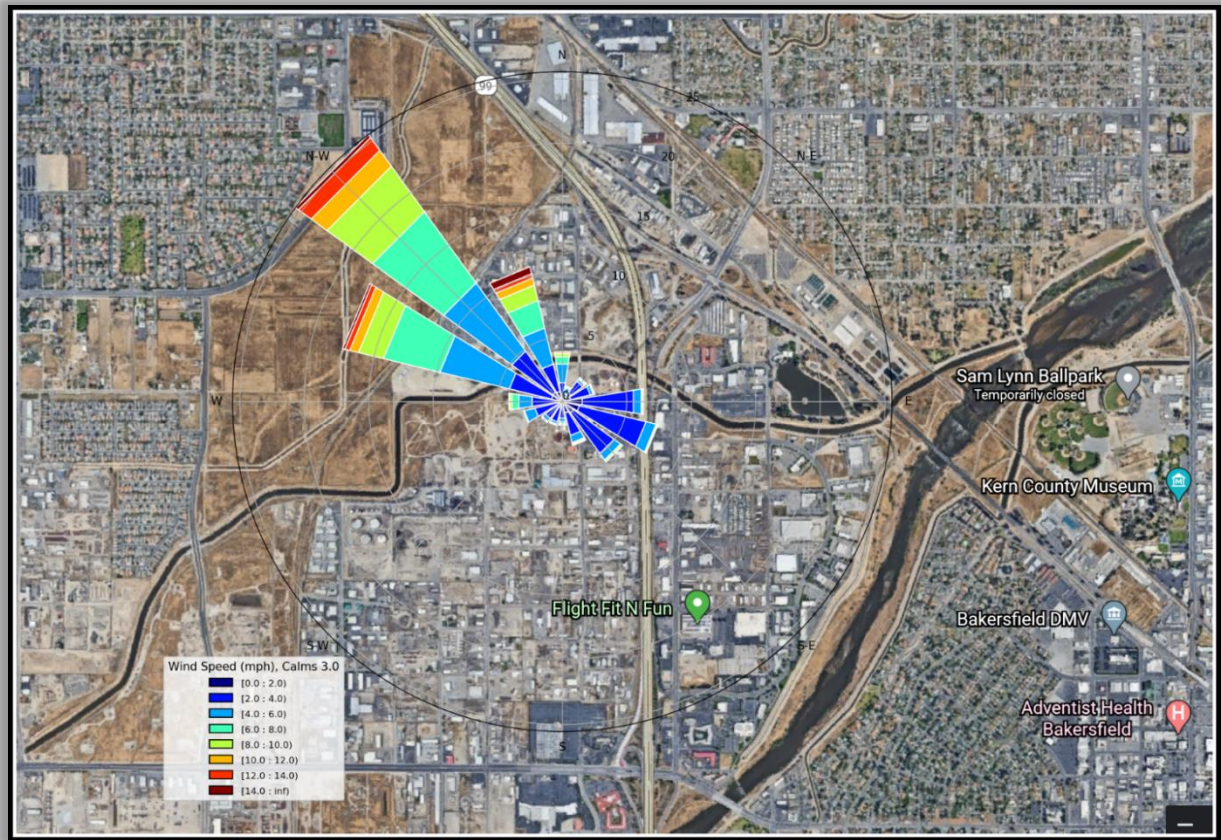 N
99
25
N-W
20
N-E
15
10
5
W
E
Sam Lynn Ballpark
Temporarily closed
Kern County Museum
Flight Fit N Fun
Bakersfield DMV
S-W
S-E
Wind Speed (mph), Calms 3.0
[0.0 : 2.0)
[2.0 : 4.0)
[4.0 : 6.0)
[6.0 : 8.0)
[8.0 : 10.0)
[10.0 : 12.0)
[12.0 : 14.0)
[14.0 : inf)
Adventist Health
Bakersfield
H
S